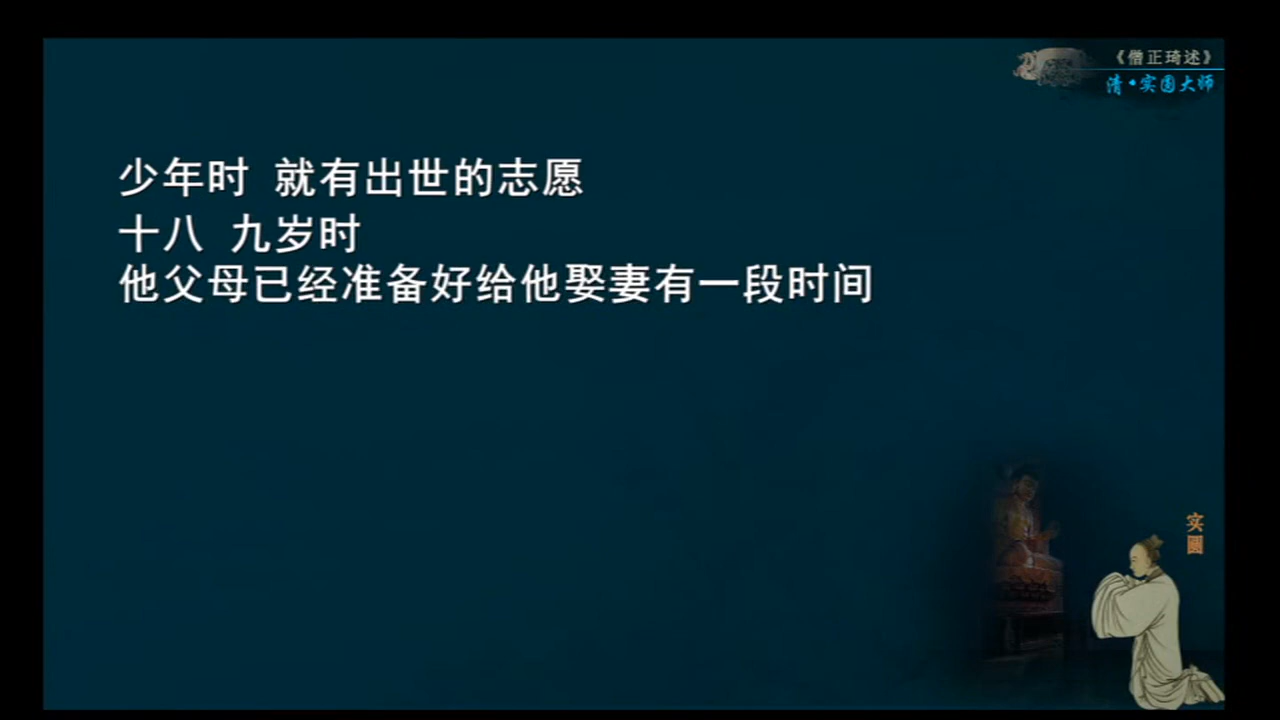 《僧正琦述》
清·实圆大师
少年时 就有出世的志愿
十八 九岁时
他父母已经准备好给他娶妻有一段时间
实圆